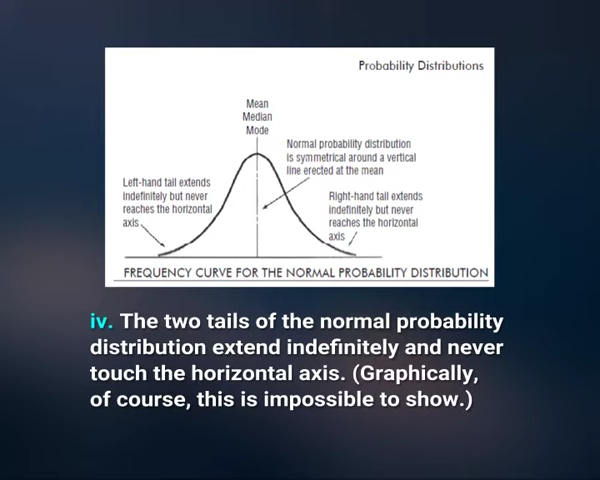 Probability Distributions
Mean
Median
Mode
Normal probability distribution
is symmetrical around a vertical
line erected at the mean
Left-hand tail extends
indefinitely but never
reaches the horizontal
axis
Right-hand tail extends
indefinitely but never
reaches the horizontal
axis
FREQUENCY CURVE FOR THE NORMAL PROBABILITY DISTRIBUTION
iv. The two tails of the normal probability
distribution extend indefinitely and never
touch the horizontal axis. (Graphically,
of course, this is impossible to show.)